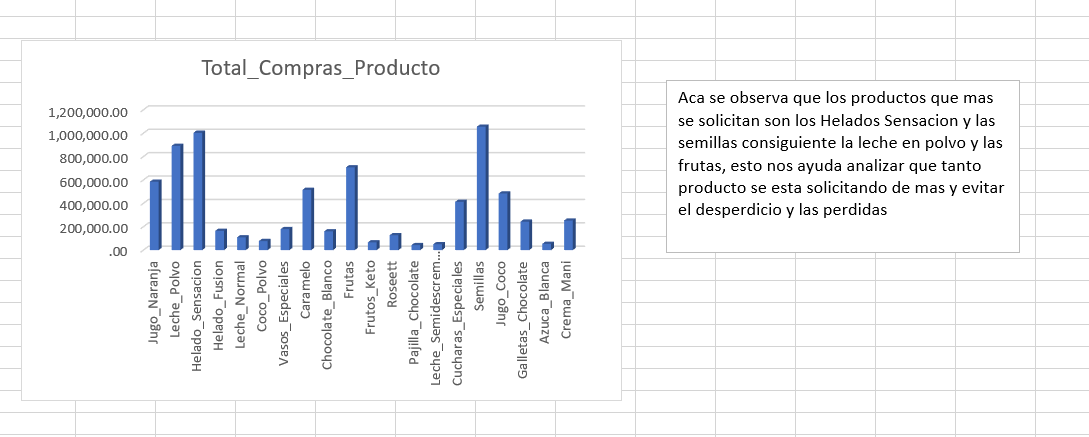 Total_Compras_Producto
1,200,000.00
1,000,000.00
800,000.00
600,000.00
400,000.00
200,000.00
.00
Jugo_Naranja
Leche_Polvo
Helado_Sensacion
Helado_Fusion
Leche_Normal
Coco_Polvo
Vasos_Especiales
Caramelo
Chocolate_Blanco
Frutas
Frutos_Keto
Roseett
Pajilla_Chocolate
Leche_Semidescrem...
Cucharas_Especiales
Semillas
Jugo_Coco
Galletas_Chocolate
Azuca_Blanca
Crema_Mani
Aca se observa que los productos que mas
se solicitan son los Helados Sensacion y las
semillas consiguiente la leche en polvo y las
frutas, esto nos ayuda analizar que tanto
producto se esta solicitando de mas y evitar
el desperdicio y las perdidas